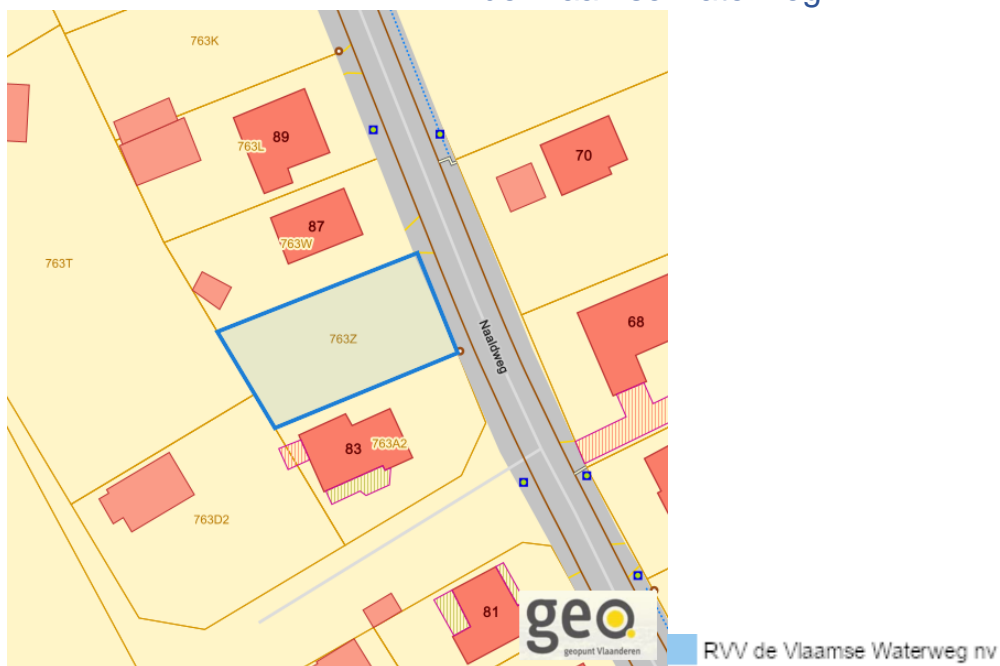 763K
89
763L
70
87
763W
763T
763Z
Naaldweg
68
83
763A2
763D2
81
geo
geopunt Vlaanderen
RVV de Vlaamse Waterweg nv